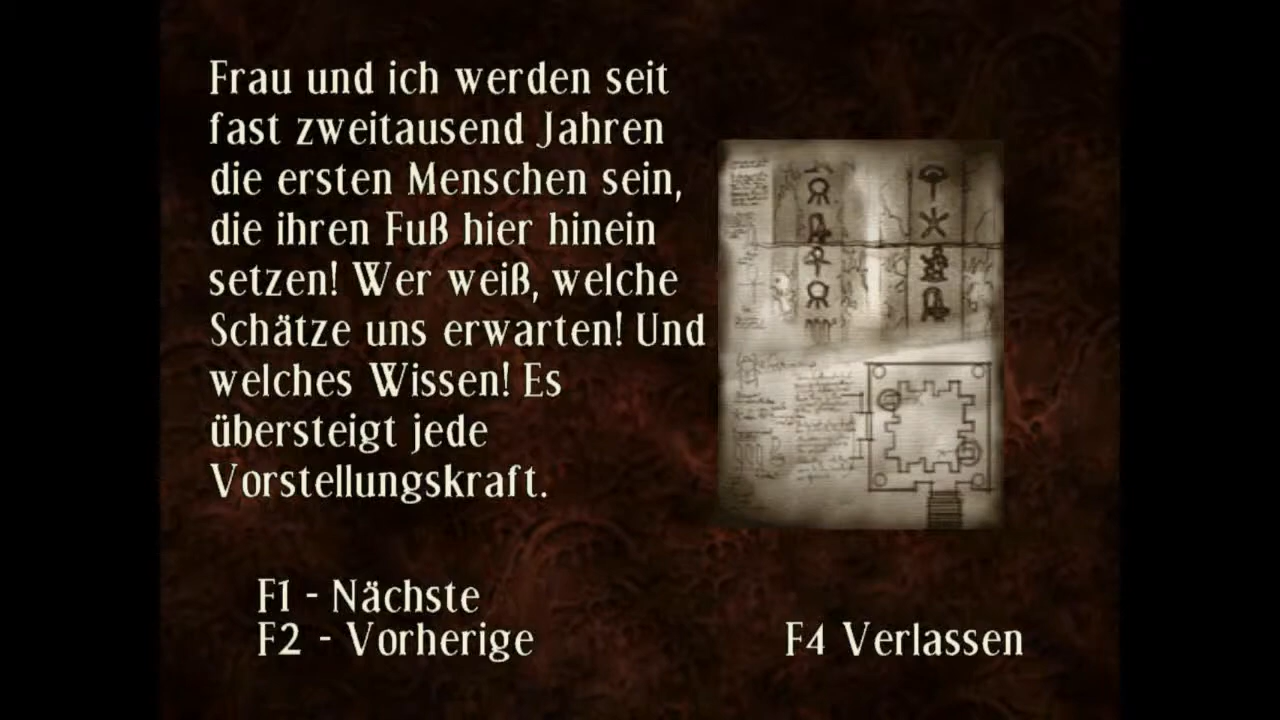 Frau und ich werden seit
fast zweitausend Jahren
die ersten Menschen sein,
die ihren Fuß hier hinein
setzen! Wer weiß, welche
Schätze uns erwarten! Und
welches Wissen! Es
übersteigt jede
Vorstellungskraft.
F1 - Nächste
F2 - Vorherige
F4 Verlassen